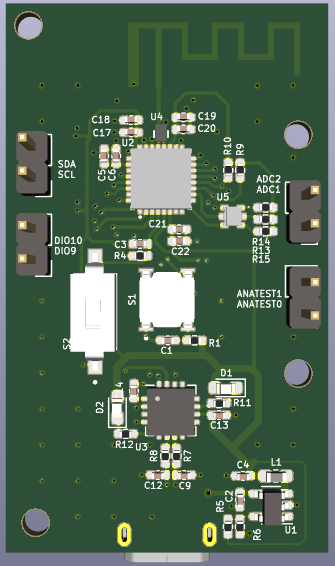 C18
C17
U4
C19
C20
U2
C5
C6
R10
R9
SDA
SCL
U5
ADC2
ADC1
C21
C22
R14
R13
R15
DIO10
DIO9
C3
R4
S1
ANATEST1
ANATEST0
S2
C1
R1
D1
4
R11
C13
D2
R12
U3
R8
R7
C12
C9
C4
L1
C2
R5
R6
U1